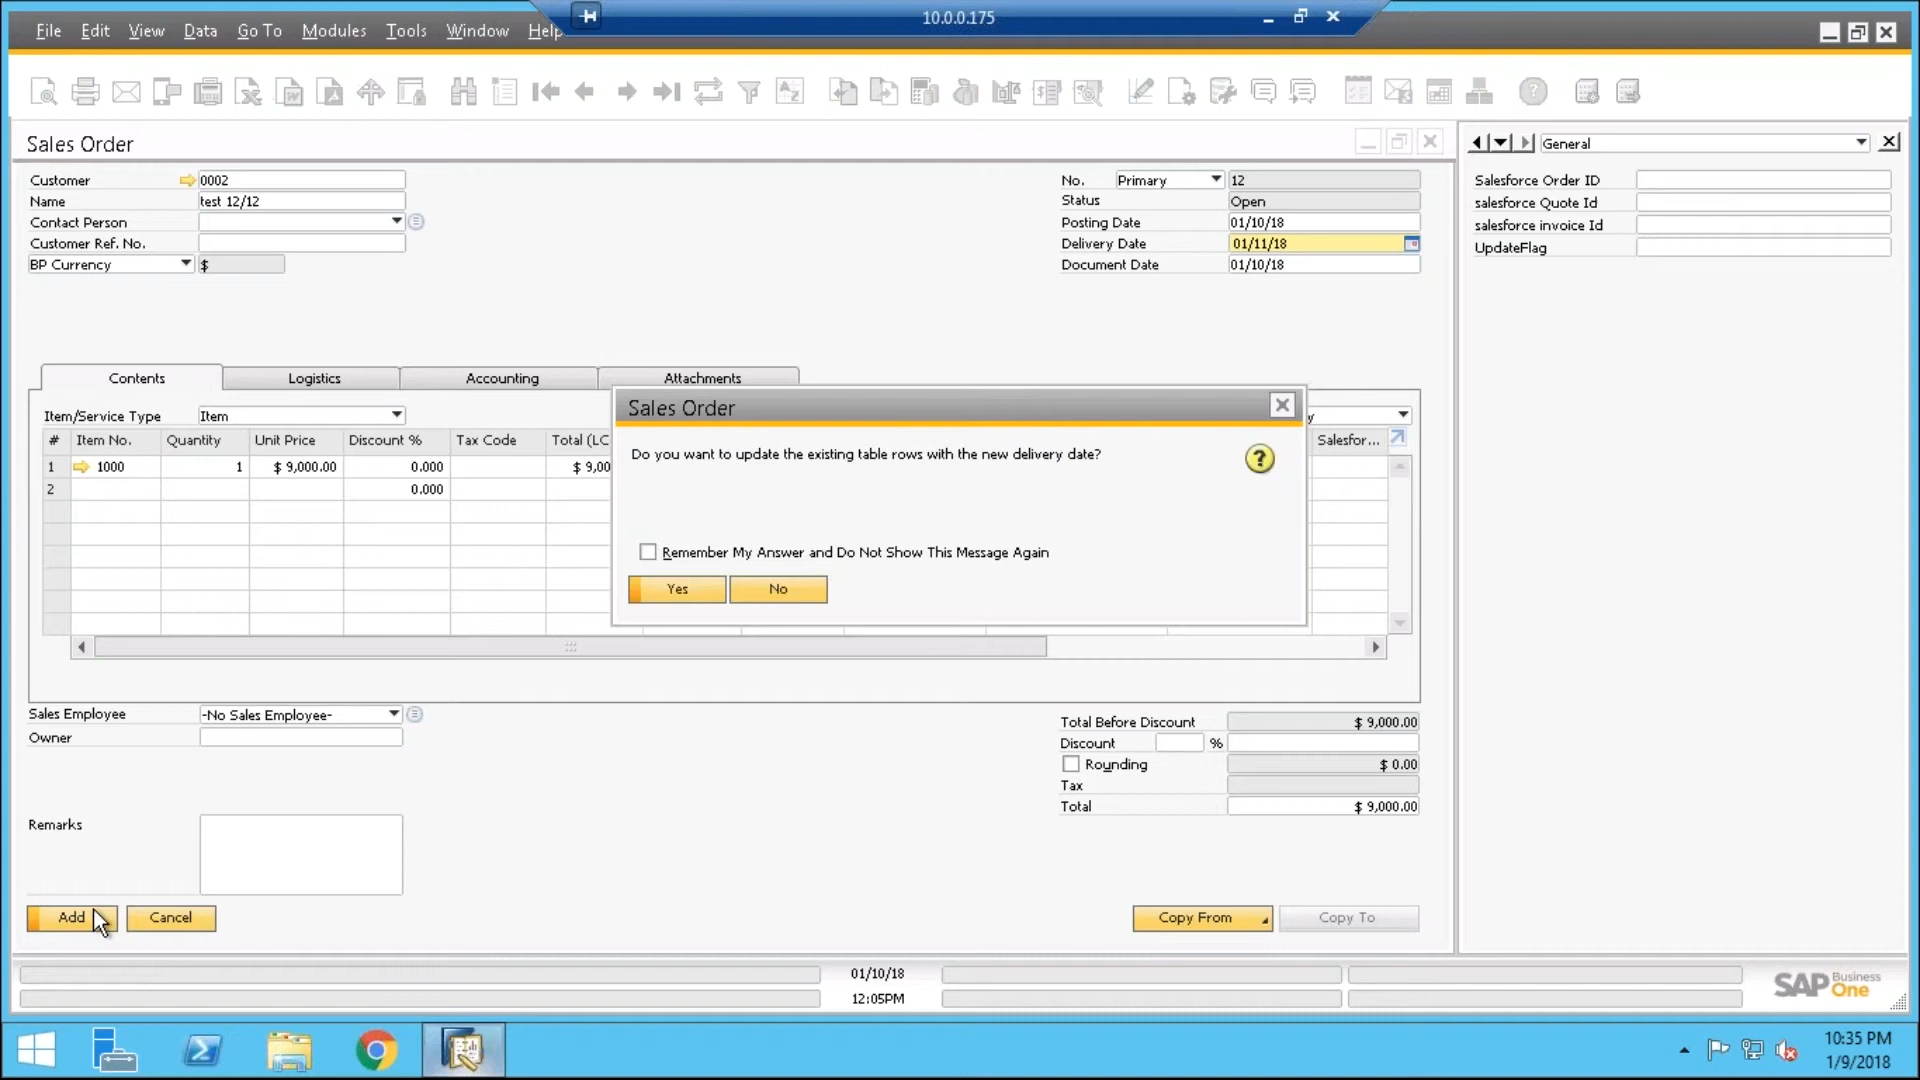 10.0.0.175
File Edit View Data Go To Modules Tools Window Help
Sales Order
General
Customer 0002
Name test 12/12
Contact Person
Customer Ref. No.
BP Currency $
No. Primary 12
Status Open
Posting Date 01/10/18
Delivery Date 01/11/18
Document Date 01/10/18
Salesforce Order ID
salesforce Quote Id
salesforce invoice Id
UpdateFlag
Contents Logistics Accounting Attachments
Item/Service Type Item
# Item No. Quantity Unit Price Discount % Tax Code Total (LC Salesfor...
1 1000 1 $ 9,000.00 0.000 $ 9,00
2 0.000
Sales Order
Do you want to update the existing table rows with the new delivery date?
Remember My Answer and Do Not Show This Message Again
Yes No
Sales Employee -No Sales Employee-
Owner
Remarks
Total Before Discount $ 9,000.00
Discount %
Rounding $ 0.00
Tax
Total $ 9,000.00
Add Cancel Copy From Copy To
01/10/18
12:05PM
SAP Business One
10:35 PM
1/9/2018